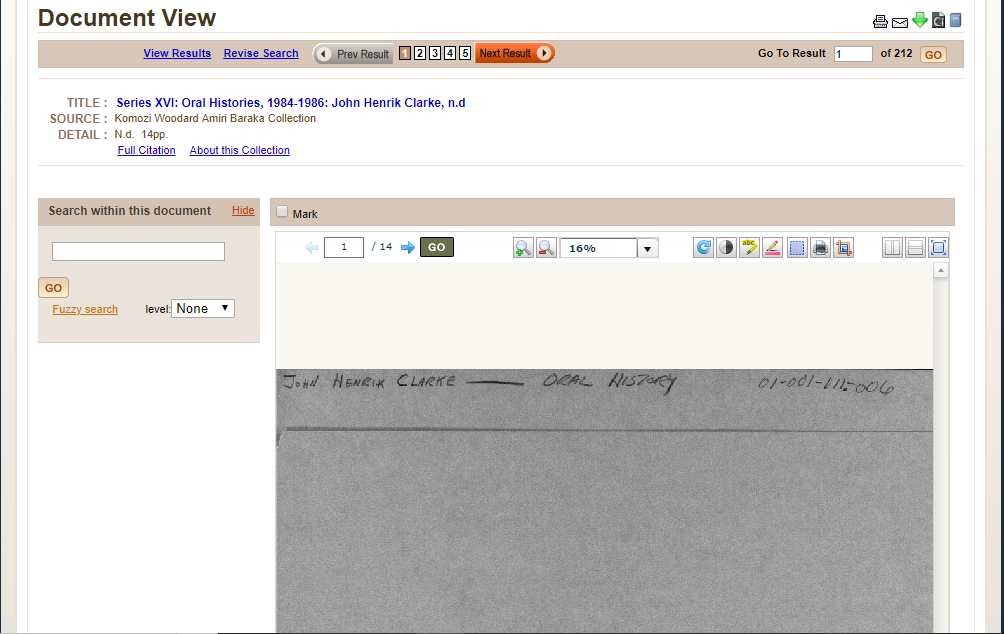 Document View
View Results Revise Search Prev Result 1 2 3 4 5 Next Result Go To Result 1 of 212 GO
TITLE : Series XVI: Oral Histories, 1984-1986: John Henrik Clarke, n.d
SOURCE : Komozi Woodard Amiri Baraka Collection
DETAIL : N.d. 14pp.
Full Citation About this Collection
Search within this document Hide
Mark
1 / 14 GO 16% abc
GO
Fuzzy search level: None
JOHN HENRIK CLARKE — ORAL HISTORY 01-001-011-006